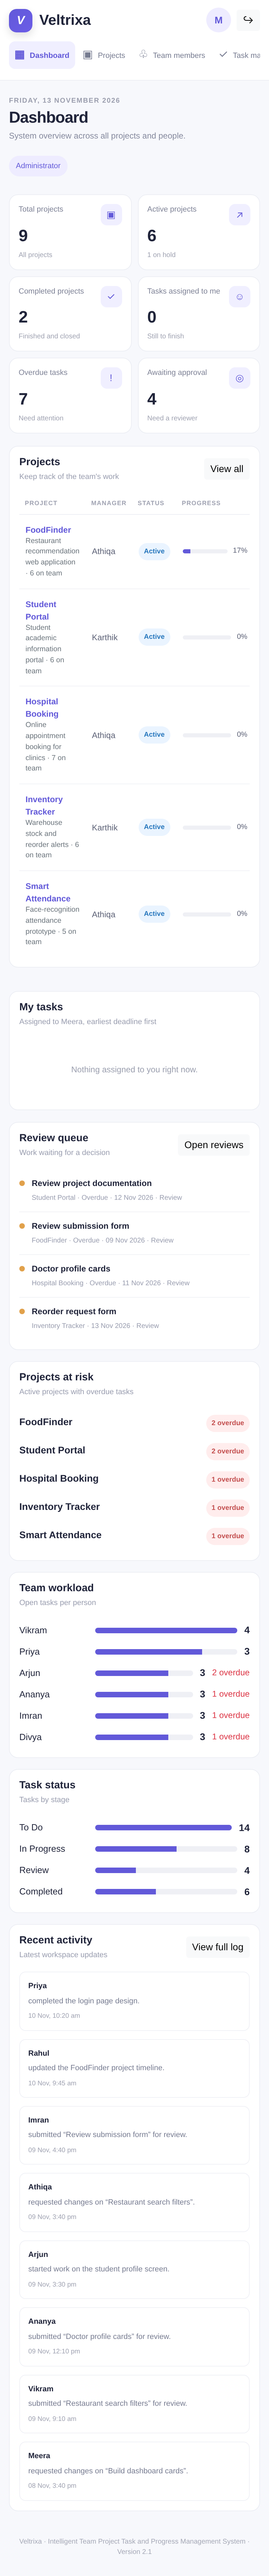 V Veltrixa M
Dashboard Projects Team members Task ma
FRIDAY, 13 NOVEMBER 2026
Dashboard
System overview across all projects and people.
Administrator
Total projects
9
All projects
Active projects
6
1 on hold
Completed projects
2
Finished and closed
Tasks assigned to me
0
Still to finish
Overdue tasks
!
7
Need attention
Awaiting approval
4
Need a reviewer
Projects
Keep track of the team's work
View all
PROJECT MANAGER STATUS PROGRESS
FoodFinder
Restaurant
recommendation
web application
· 6 on team
Athiqa Active 17%
Student
Portal
Student
academic
information
portal · 6 on
team
Karthik Active 0%
Hospital
Booking
Online
appointment
booking for
clinics · 7 on
team
Athiqa Active 0%
Inventory
Tracker
Warehouse
stock and
reorder alerts · 6
on team
Karthik Active 0%
Smart
Attendance
Face-recognition
attendance
prototype · 5 on
team
Athiqa Active 0%
My tasks
Assigned to Meera, earliest deadline first
Nothing assigned to you right now.
Review queue
Work waiting for a decision
Open reviews
Review project documentation
Student Portal · Overdue · 12 Nov 2026 · Review
Review submission form
FoodFinder · Overdue · 09 Nov 2026 · Review
Doctor profile cards
Hospital Booking · Overdue · 11 Nov 2026 · Review
Reorder request form
Inventory Tracker · 13 Nov 2026 · Review
Projects at risk
Active projects with overdue tasks
FoodFinder 2 overdue
Student Portal 2 overdue
Hospital Booking 1 overdue
Inventory Tracker 1 overdue
Smart Attendance 1 overdue
Team workload
Open tasks per person
Vikram 4
Priya 3
Arjun 3 2 overdue
Ananya 3 1 overdue
Imran 3 1 overdue
Divya 3 1 overdue
Task status
Tasks by stage
To Do 14
In Progress 8
Review 4
Completed 6
Recent activity
Latest workspace updates
View full log
Priya
completed the login page design.
10 Nov, 10:20 am
Rahul
updated the FoodFinder project timeline.
10 Nov, 9:45 am
Imran
submitted “Review submission form” for review.
09 Nov, 4:40 pm
Athiqa
requested changes on “Restaurant search filters”.
09 Nov, 3:40 pm
Arjun
started work on the student profile screen.
09 Nov, 3:30 pm
Ananya
submitted “Doctor profile cards” for review.
09 Nov, 12:10 pm
Vikram
submitted “Restaurant search filters” for review.
09 Nov, 9:10 am
Meera
requested changes on “Build dashboard cards”.
08 Nov, 3:40 pm
Veltrixa · Intelligent Team Project Task and Progress Management System ·
Version 2.1